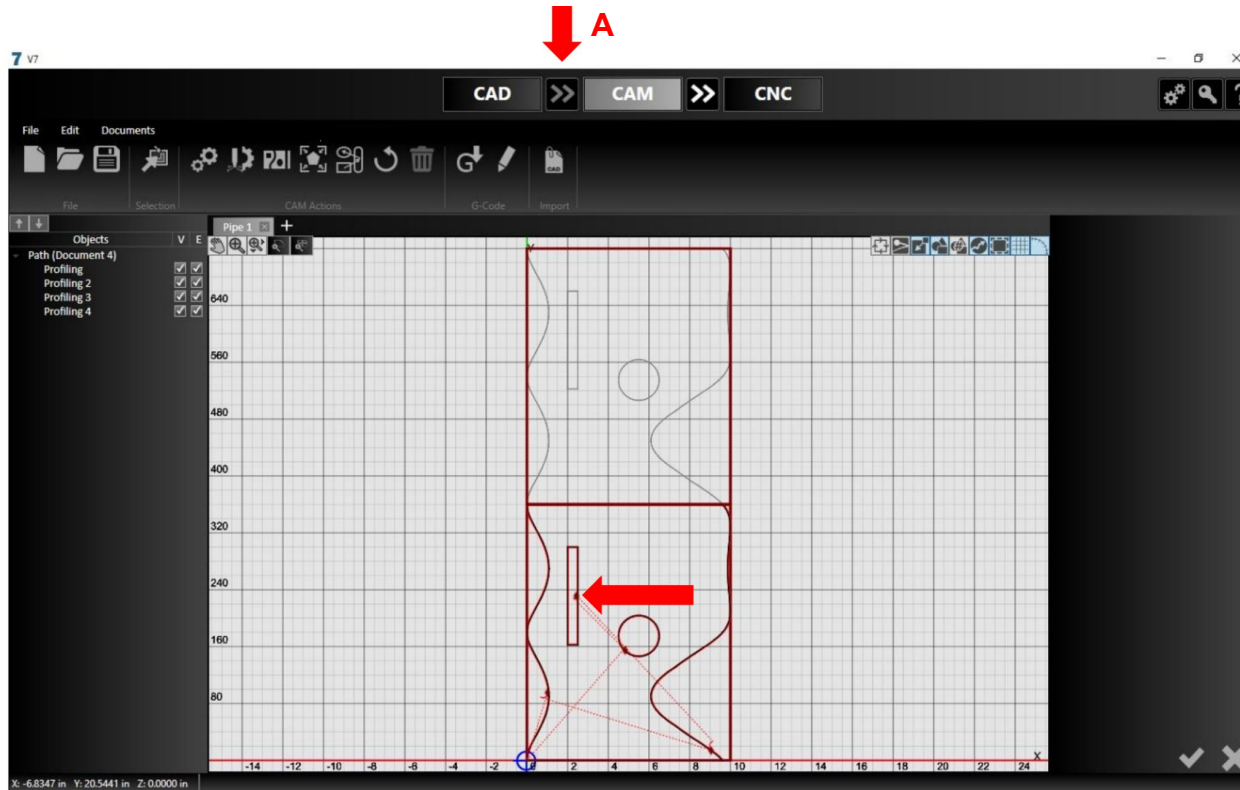 A
7 V7
CAD >> CAM >> CNC
?
File Edit Documents
G
CAD
File Selection CAM Actions G-Code Import
Pipe 1 +
Objects V E
Path (Document 4)
Profiling
Profiling 2
Profiling 3
Profiling 4
Y
640
560
480
400
320
240
160
80
X
-14 -12 -10 -8 -6 -4 -2 0 2 4 6 8 10 12 14 16 18 20 22 24
X: -6.8347 in Y: 20.5441 in Z: 0.0000 in